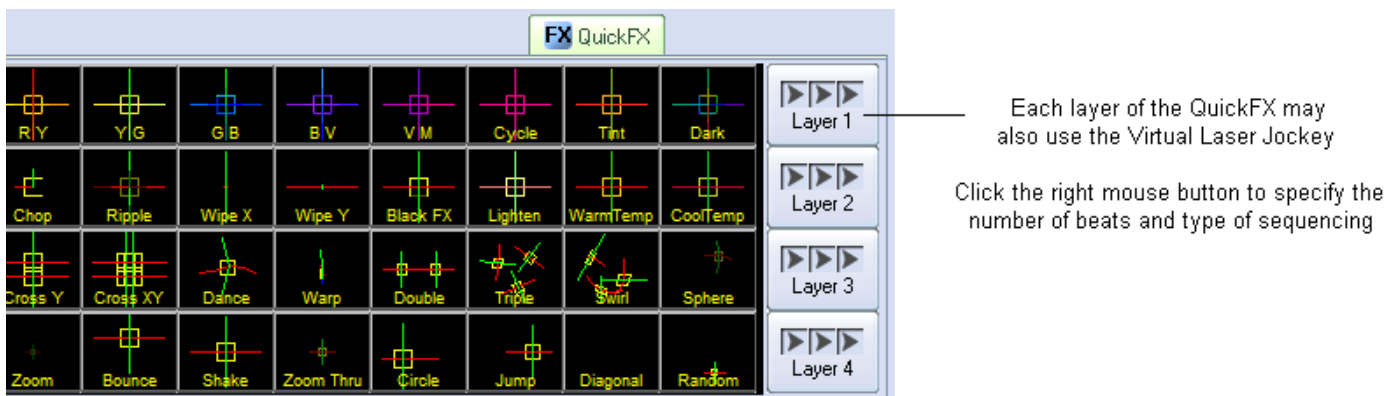 FX QuickFX
R Y Y G G B B V V M Cycle Tint Dark
Layer 1
Each layer of the QuickFX may
also use the Virtual Laser Jockey
Chop Ripple Wipe X Wipe Y Black FX Lighten WarmTemp CoolTemp
Layer 2
Click the right mouse button to specify the
number of beats and type of sequencing
Cross Y Cross XY Dance Warp Double Triple Swirl Sphere
Layer 3
Zoom Bounce Shake Zoom Thru Circle Jump Diagonal Random
Layer 4